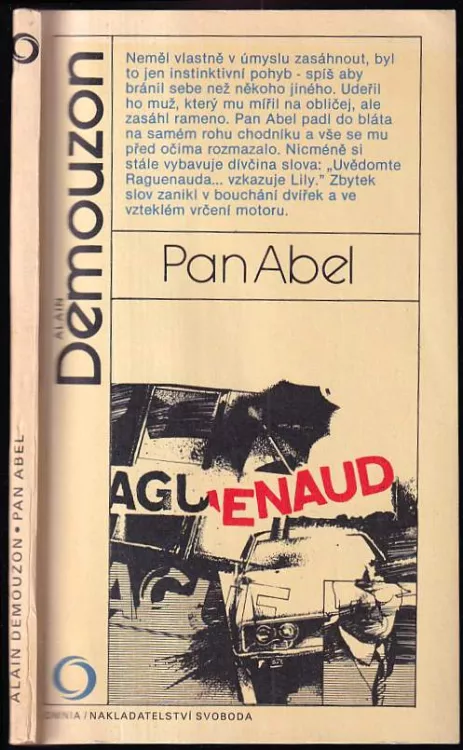 ALAIN DEMOUZON • PAN ABEL
ALAIN
Demouzon
Neměl vlastně v úmyslu zasáhnout, byl
to jen instinktivní pohyb - spíš aby
bránil sebe než někoho jiného. Udeřil
ho muž, který mu mířil na obličej, ale
zasáhl rameno. Pan Abel padl do bláta
na samém rohu chodníku a vše se mu
před očima rozmazalo. Nicméně si
stále vybavuje dívčina slova: „Uvědomte
Raguenauda... vzkazuje Lily.” Zbytek
slov zanikl v bouchání dvířek a ve
vzteklém vrčení motoru.
Pan Abel
AGUENAUD
/NAKLADATELSTVÍ SVOBODA